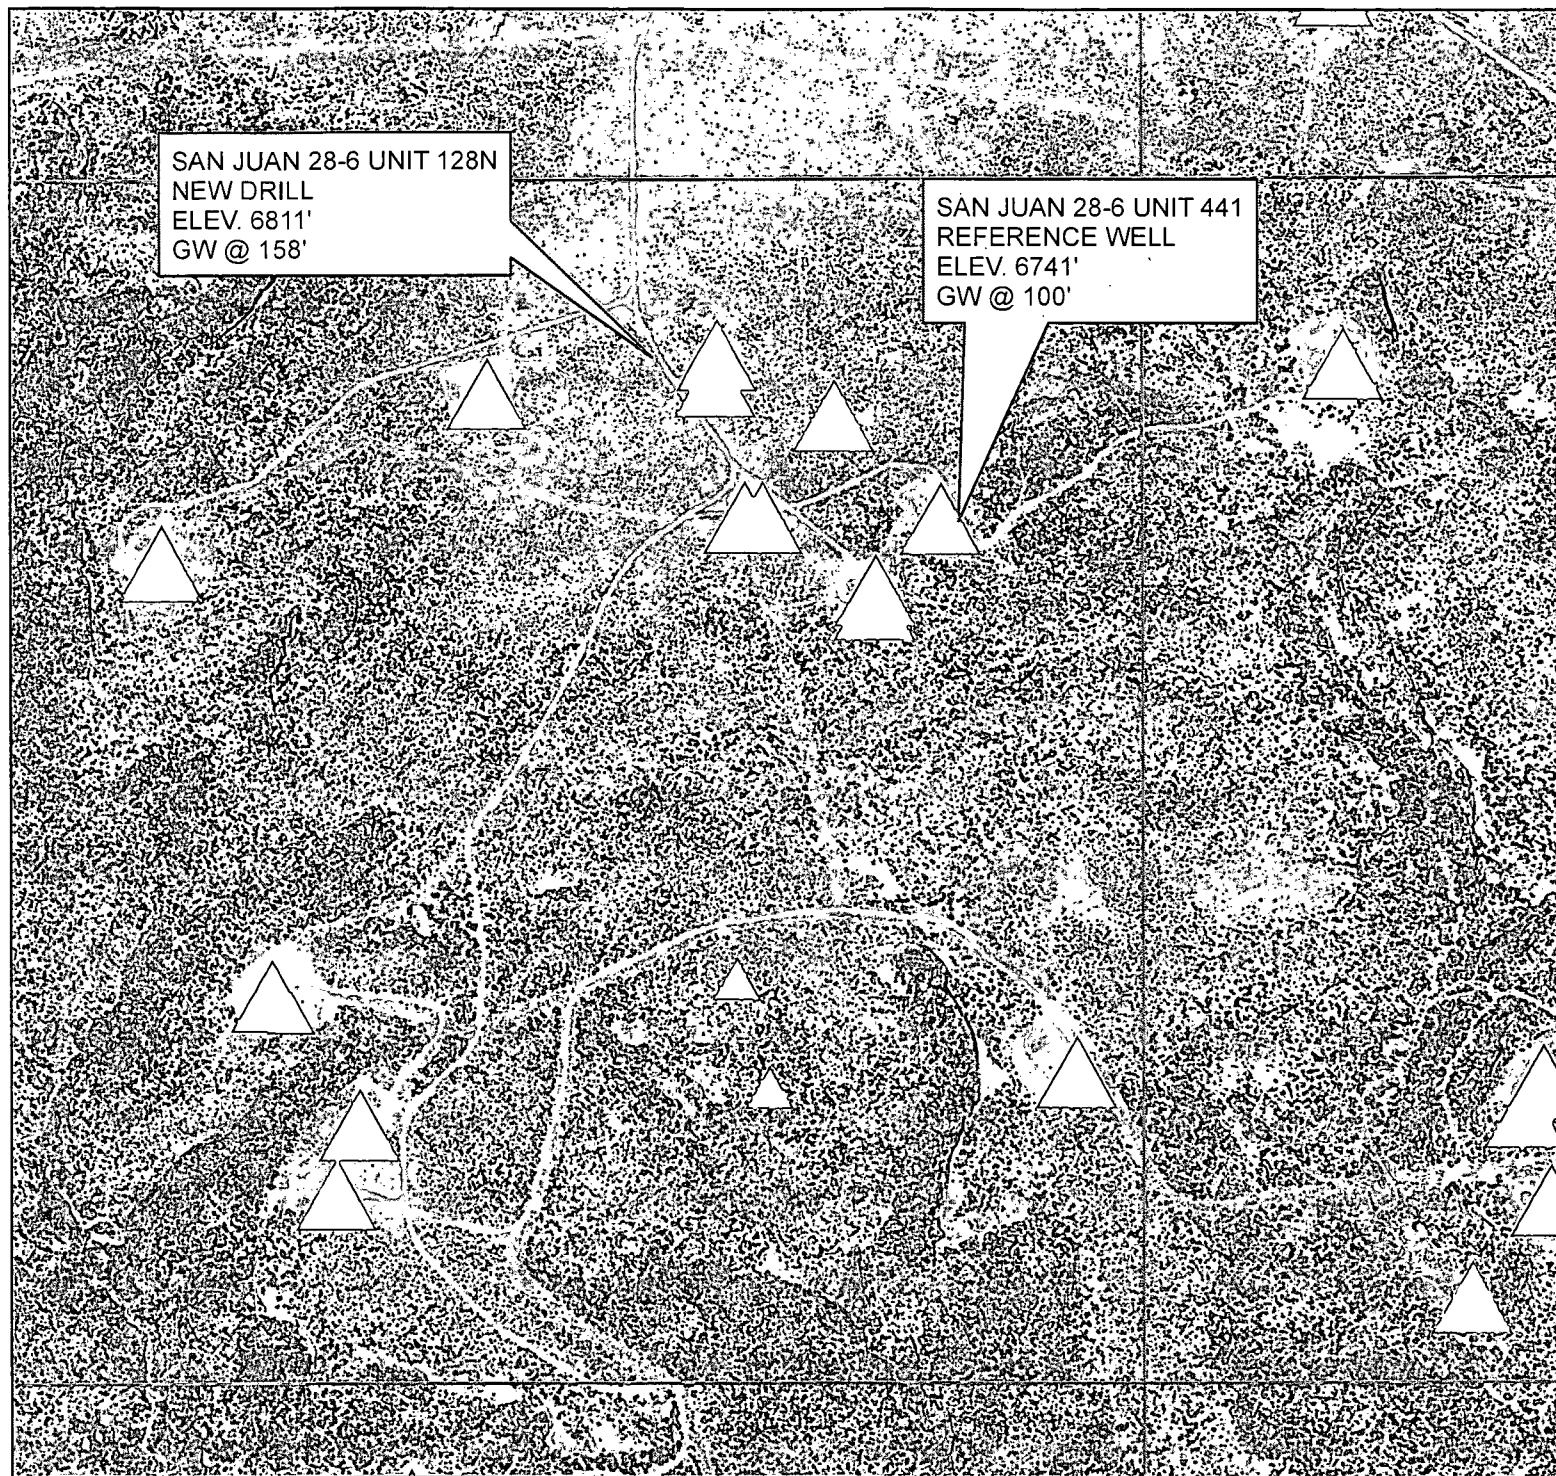 SAN JUAN 28-6 UNIT 128N
NEW DRILL
ELEV. 6811'
GW @ 158'
SAN JUAN 28-6 UNIT 441
REFERENCE WELL
ELEV. 6741'
GW @ 100'